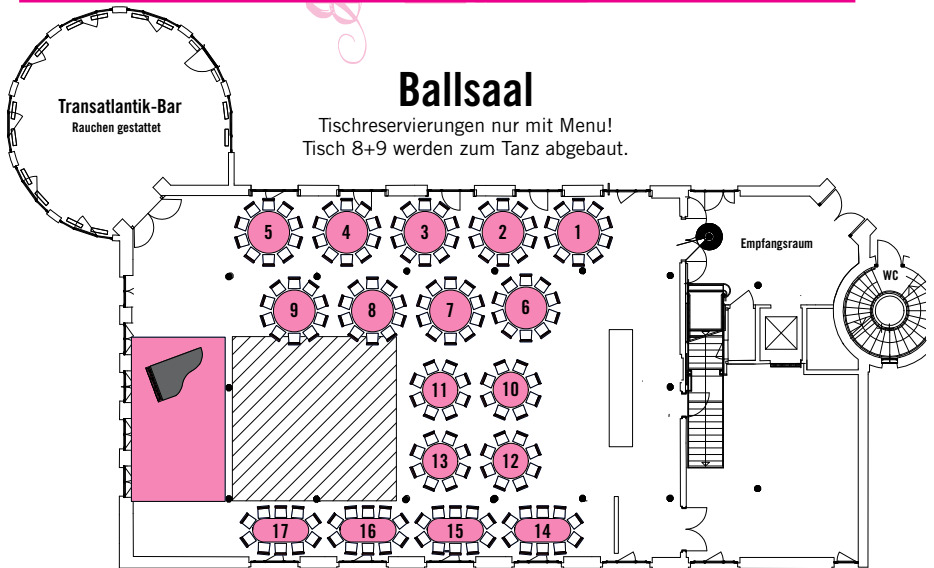 Transatlantik-Bar
Rauchen gestattet
Ballsaal
Tischreservierungen nur mit Menu!
Tisch 8+9 werden zum Tanz abgebaut.
5 4 3 2 1
Empfangsraum
WC
9 8 7 6
11 10
13 12
17 16 15 14